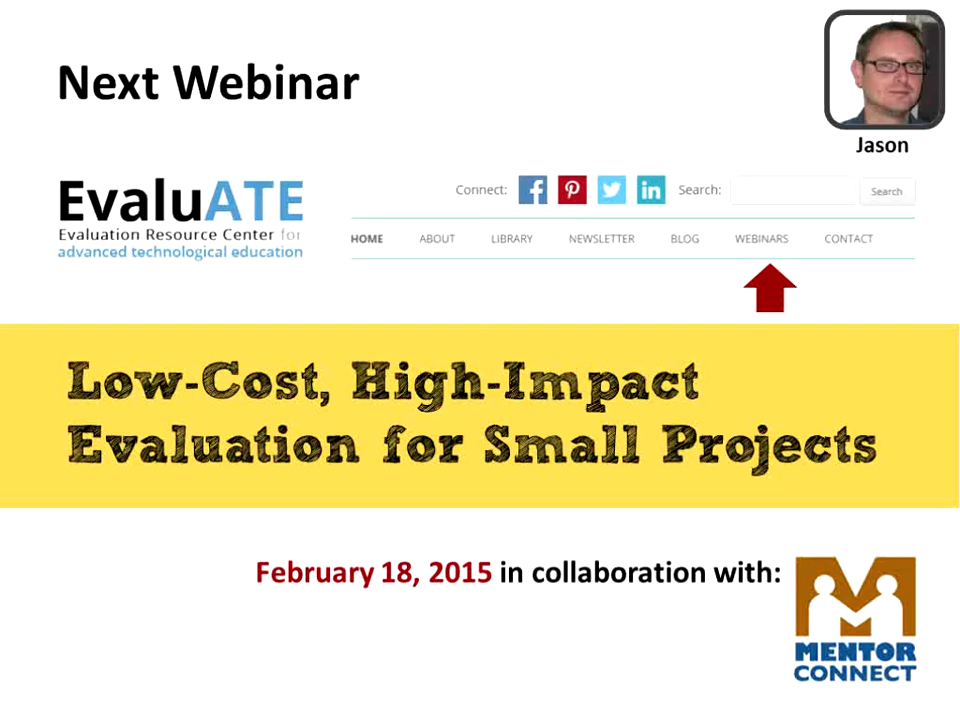 Next Webinar
Jason
EvaluATE
Evaluation Resource Center for
advanced technological education
Connect: Search: Search
HOME ABOUT LIBRARY NEWSLETTER BLOG WEBINARS CONTACT
Low-Cost, High-Impact
Evaluation for Small Projects
February 18, 2015 in collaboration with:
MENTOR
CONNECT